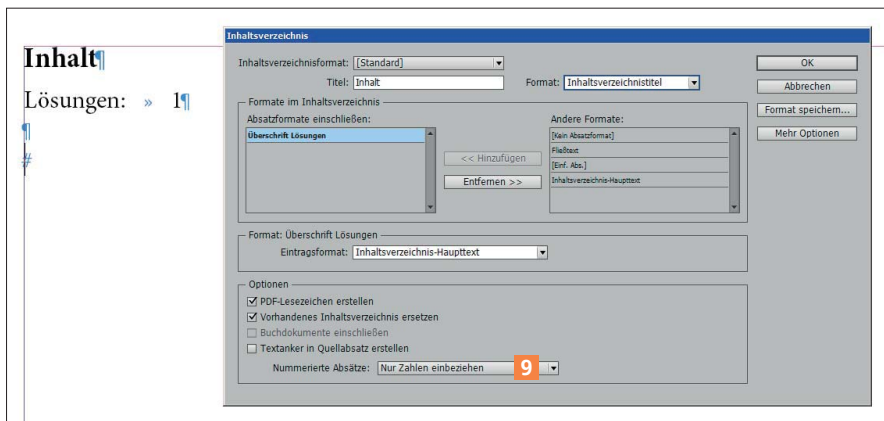 Inhalt¶
Lösungen: » 1¶
¶
#
Inhaltsverzeichnis
Inhaltsverzeichnisformat: [Standard]
Titel: Inhalt Format: Inhaltsverzeichnistitel
Formate im Inhaltsverzeichnis
Absatzformate einschließen: Andere Formate:
Überschrift Lösungen
[Kein Absatzformat]
Fließtext
[Einf. Abs.]
Inhaltsverzeichnis-Haupttext
<< Hinzufügen
Entfernen >>
Format: Überschrift Lösungen
Eintragsformat: Inhaltsverzeichnis-Haupttext
Optionen
PDF-Lesezeichen erstellen
Vorhandenes Inhaltsverzeichnis ersetzen
Buchdokumente einschließen
Textanker in Quellabsatz erstellen
Nummerierte Absätze: Nur Zahlen einbeziehen 9
OK
Abbrechen
Format speichern...
Mehr Optionen